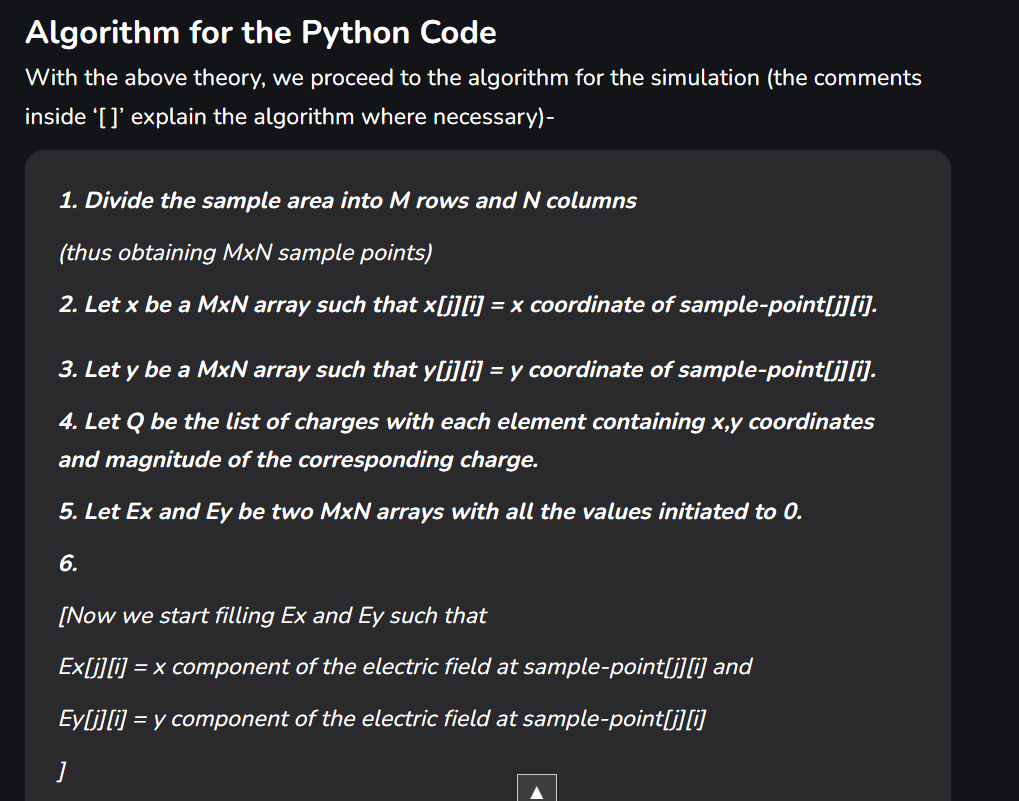 Algorithm for the Python Code
With the above theory, we proceed to the algorithm for the simulation (the comments
inside ‘[ ]’ explain the algorithm where necessary)-
1. Divide the sample area into M rows and N columns
(thus obtaining MxN sample points)
2. Let x be a MxN array such that x[j][i] = x coordinate of sample-point[j][i].
3. Let y be a MxN array such that y[j][i] = y coordinate of sample-point[j][i].
4. Let Q be the list of charges with each element containing x,y coordinates
and magnitude of the corresponding charge.
5. Let Ex and Ey be two MxN arrays with all the values initiated to 0.
6.
[Now we start filling Ex and Ey such that
Ex[j][i] = x component of the electric field at sample-point[j][i] and
Ey[j][i] = y component of the electric field at sample-point[j][i]
]